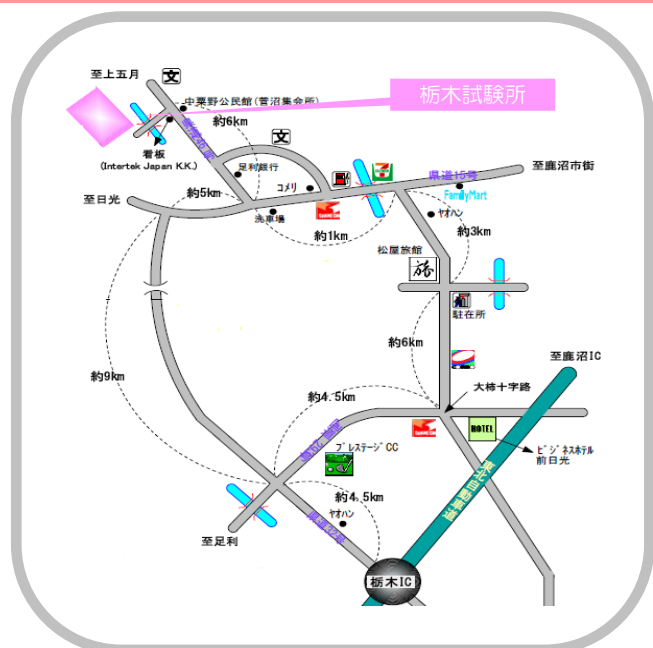 至上五月
文
中粟野公民館(菅沼集会所)
栃木試験所
約6km
看板
(Intertek Japan K.K.)
文
足利銀行
コメリ
県道15号
至鹿沼市街
FamilyMart
約5km
至日光
洗車場
約1km
ヤオハン
約3km
松屋旅館
旅
駐在所
約6km
至鹿沼IC
約9km
約4.5km
大柿十字路
HOTEL
ビジネスホテル
前日光
プレステージCC
東北自動車道
約4.5km
ヤオハン
至足利
栃木IC